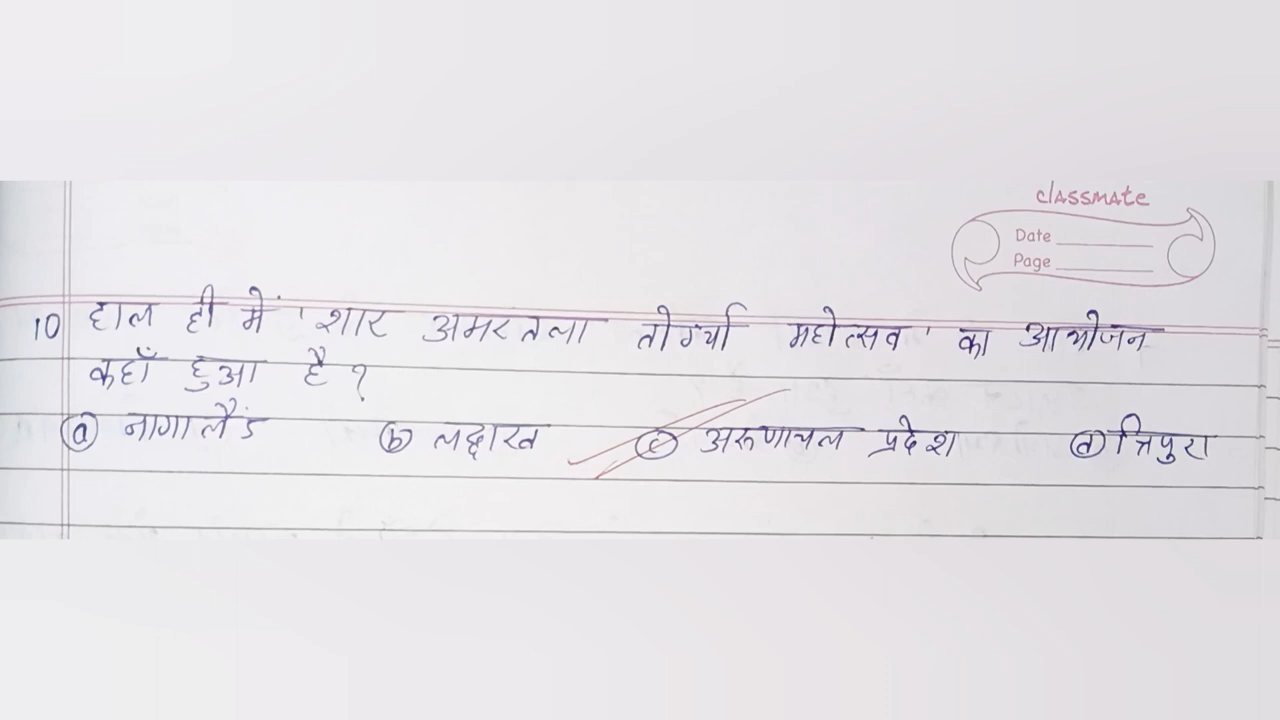 classmate
Date
Page
10 हाल ही में 'शार अमरतला तोर्ग्या महोत्सव' का आयोजन
कहाँ हुआ है ?
(a) नागालैंड (b) लद्दाख (c) अरुणाचल प्रदेश (d) त्रिपुरा